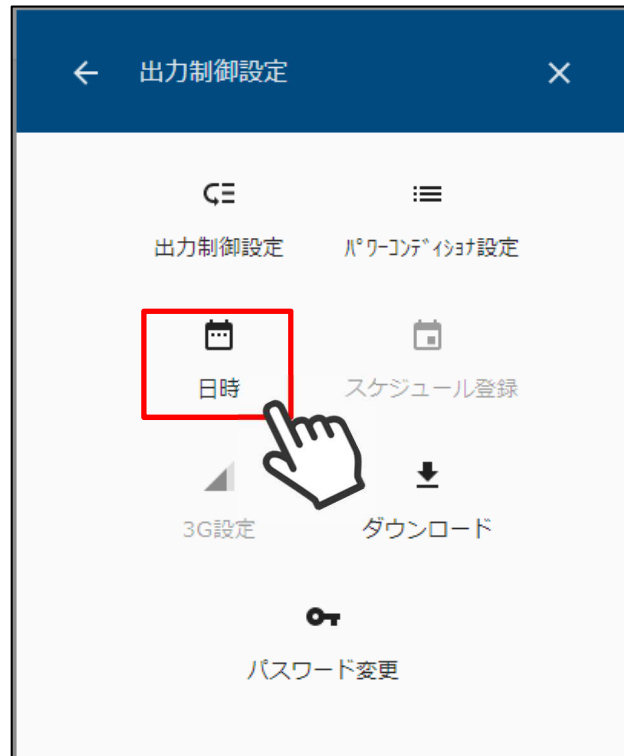 出力制御設定
出力制御設定
ﾊﾟﾜｰｺﾝﾃﾞｨｼｮﾅ設定
日時
スケジュール登録
3G設定
ダウンロード
パスワード変更